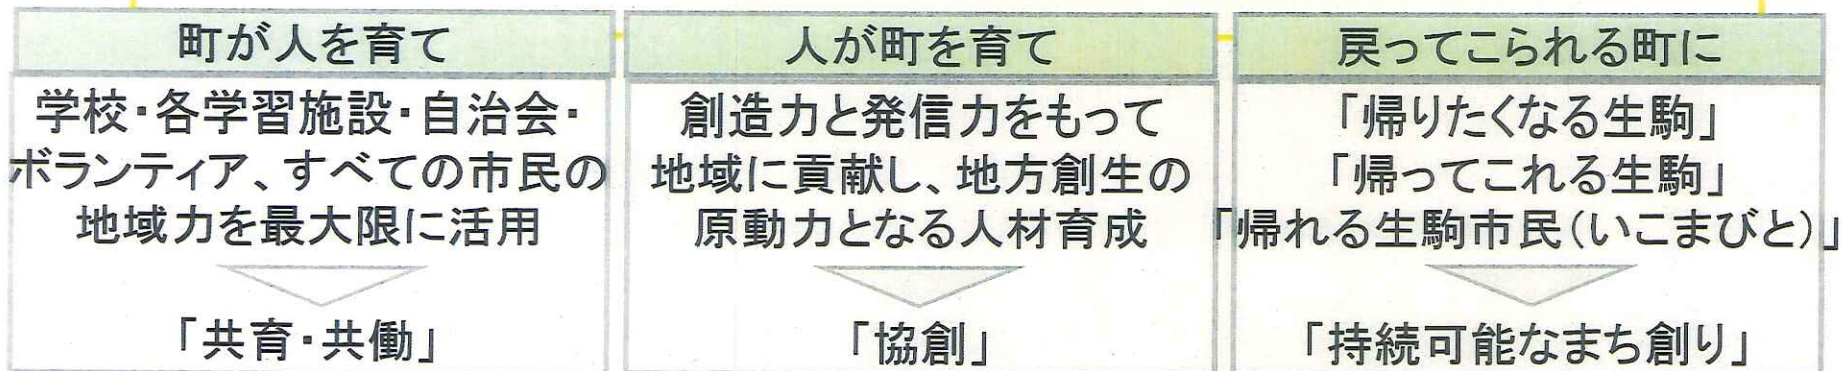 町が人を育て
学校・各学習施設・自治会・
ボランティア、すべての市民の
地域力を最大限に活用
「共育・共働」
人が町を育て
創造力と発信力をもって
地域に貢献し、地方創生の
原動力となる人材育成
「協創」
戻ってこられる町に
「帰りたくなる生駒」
「帰ってこれる生駒」
「帰れる生駒市民(いこまびと)」
「持続可能なまち創り」